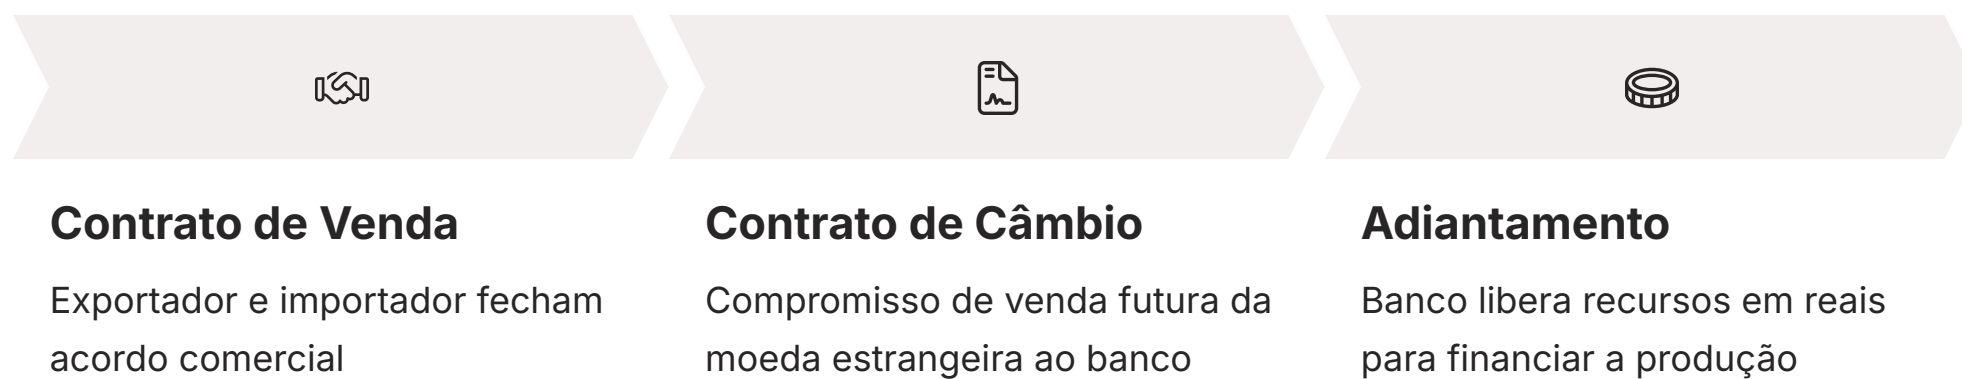 Contrato de Venda
Exportador e importador fecham
acordo comercial
Contrato de Câmbio
Compromisso de venda futura da
moeda estrangeira ao banco
Adiantamento
Banco libera recursos em reais
para financiar a produção